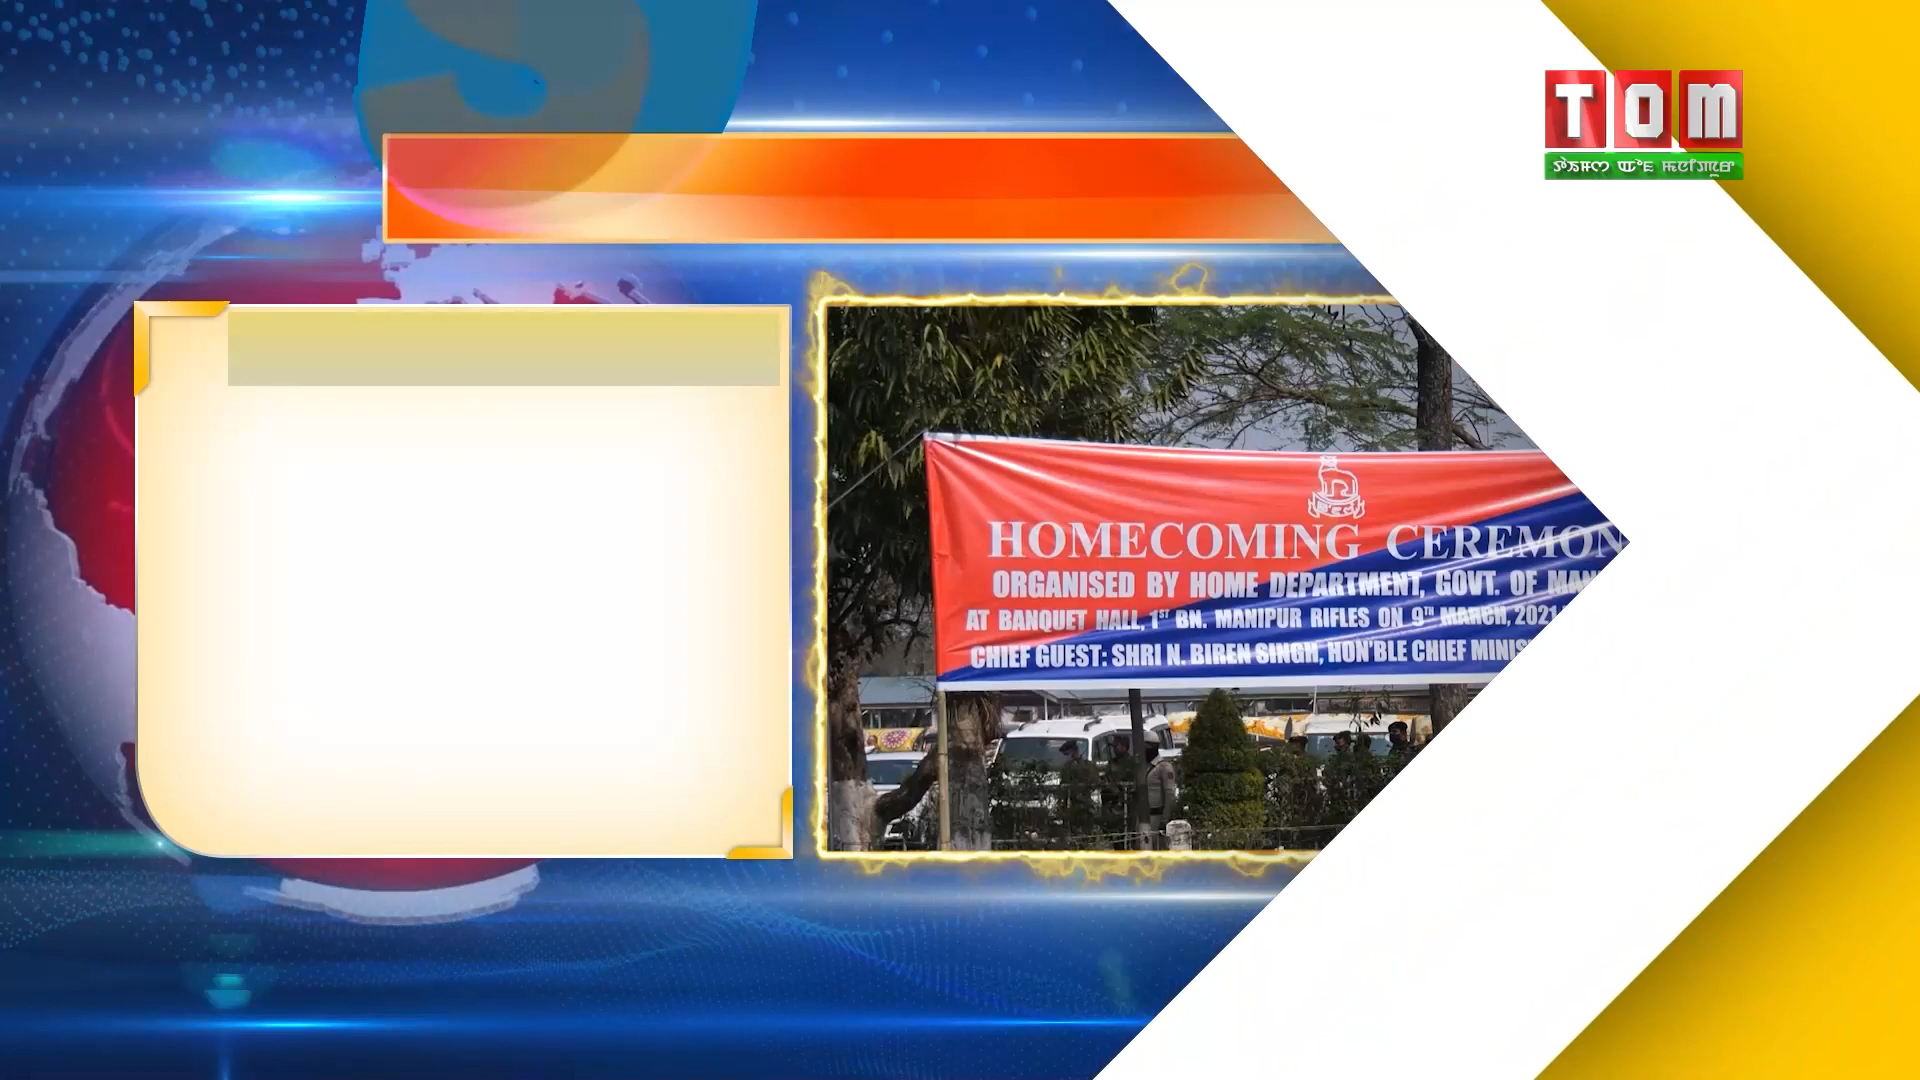 TOM
HOMECOMING CEREMON
ORGANISED BY HOME DEPARTMENT, GOVT. OF MAN
AT BANQUET HALL, 1ST BN. MANIPUR RIFLES ON 9TH MARCH, 2021
CHIEF GUEST: SHRI N. BIREN SINGH, HON'BLE CHIEF MINIS